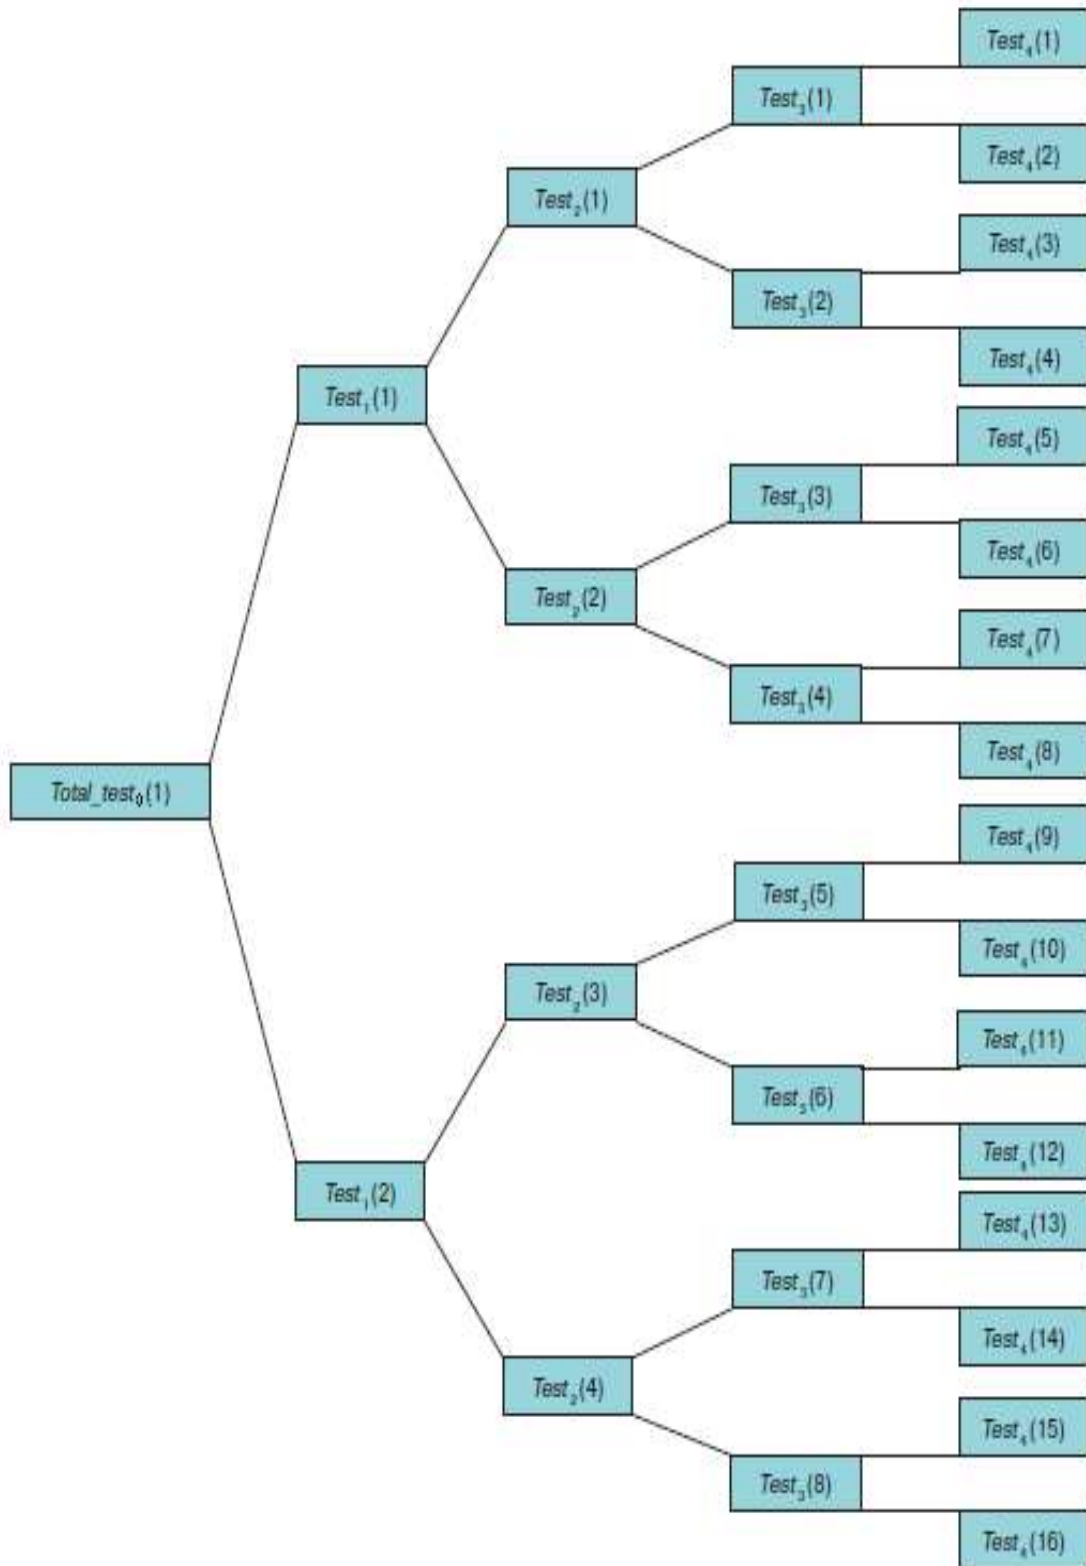 Total_test₀(1)
Test₁(1)
Test₁(2)
Test₂(1)
Test₂(2)
Test₂(3)
Test₂(4)
Test₃(1)
Test₃(2)
Test₃(3)
Test₃(4)
Test₃(5)
Test₃(6)
Test₃(7)
Test₃(8)
Test₄(1)
Test₄(2)
Test₄(3)
Test₄(4)
Test₄(5)
Test₄(6)
Test₄(7)
Test₄(8)
Test₄(9)
Test₄(10)
Test₄(11)
Test₄(12)
Test₄(13)
Test₄(14)
Test₄(15)
Test₄(16)